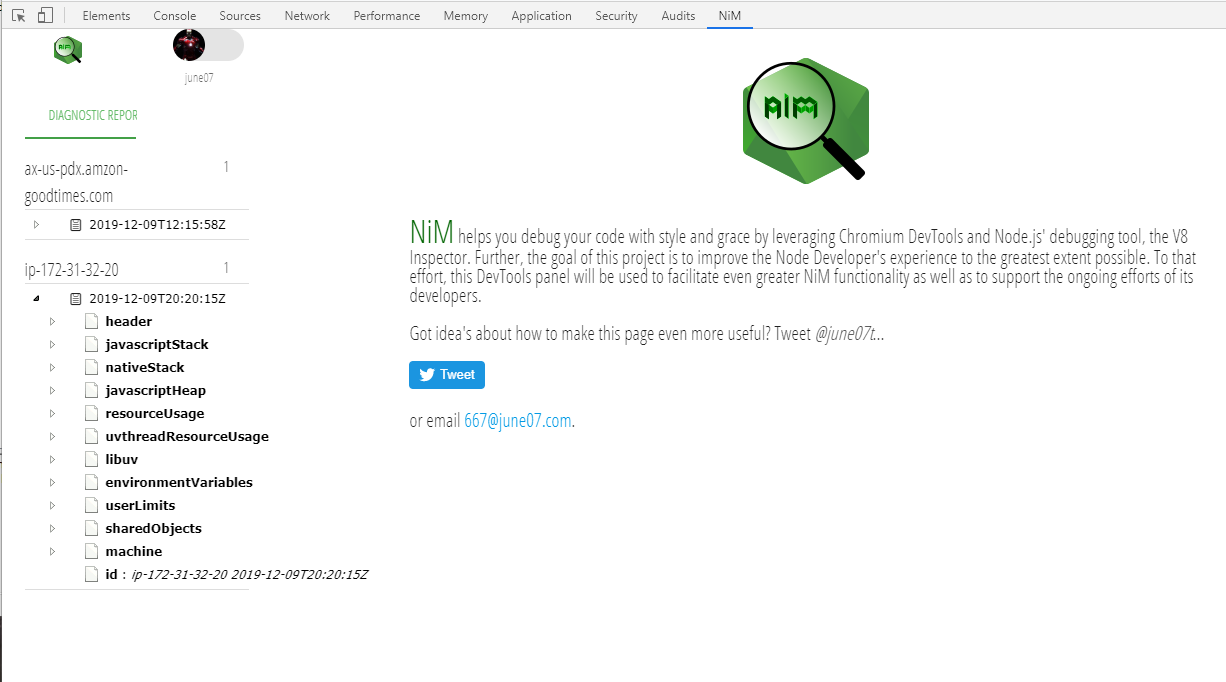 Elements Console Sources Network Performance Memory Application Security Audits NiM
NiM
june07
DIAGNOSTIC REPOR
ax-us-pdx.amzon-
goodtimes.com
1
2019-12-09T12:15:58Z
ip-172-31-32-20
1
2019-12-09T20:20:15Z
header
javascriptStack
nativeStack
javascriptHeap
resourceUsage
uvthreadResourceUsage
libuv
environmentVariables
userLimits
sharedObjects
machine
id : ip-172-31-32-20 2019-12-09T20:20:15Z
NiM
NiM helps you debug your code with style and grace by leveraging Chromium DevTools and Node.js' debugging tool, the V8
Inspector. Further, the goal of this project is to improve the Node Developer's experience to the greatest extent possible. To that
effort, this DevTools panel will be used to facilitate even greater NiM functionality as well as to support the ongoing efforts of its
developers.
Got idea's about how to make this page even more useful? Tweet @june07t...
Tweet
or email 667@june07.com.